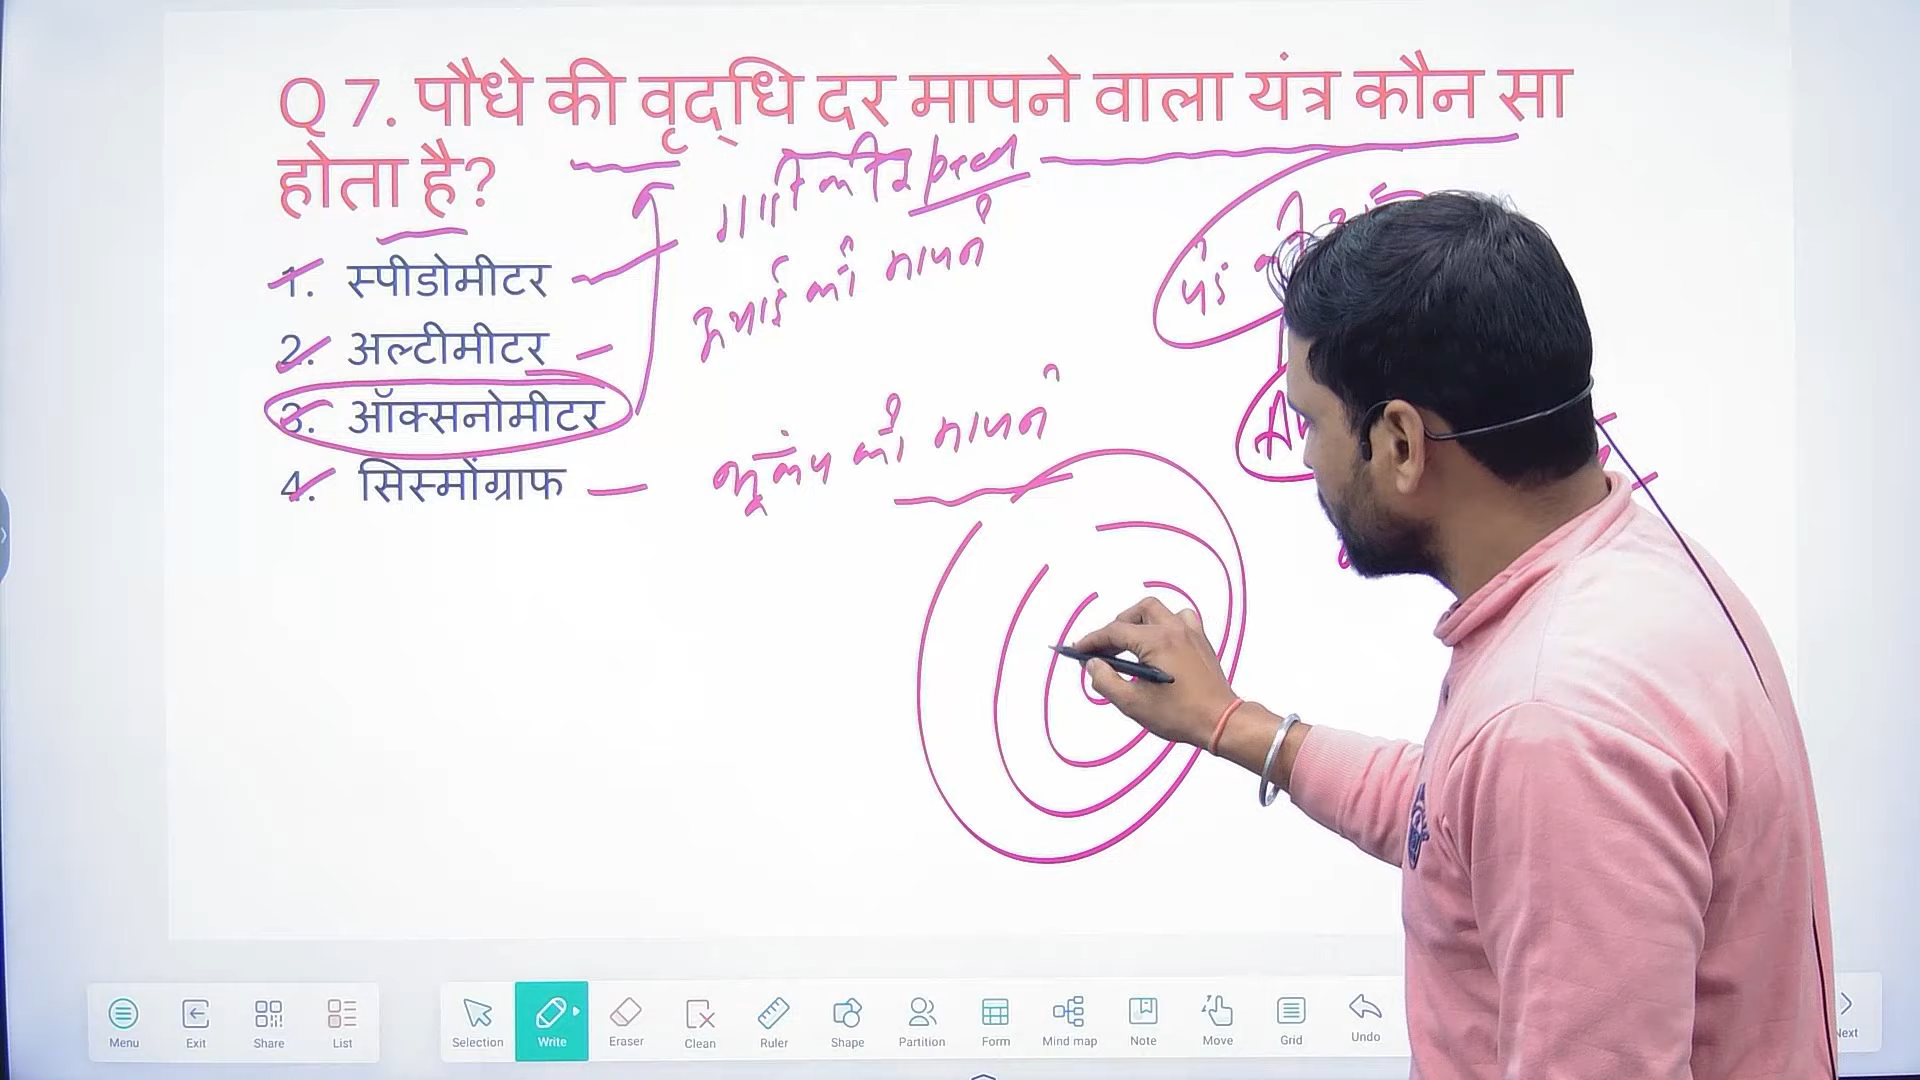 Q 7. पौधे की वृद्धि दर मापने वाला यंत्र कौन सा
होता है?
1. स्पीडोमीटर
2. अल्टीमीटर
3. ऑक्सनोमीटर
4. सिस्मोंग्राफ
को मापने
भूकंप को मापने
Menu
Exit
Share
List
Selection
Write
Eraser
Clean
Ruler
Shape
Partition
Form
Mind map
Note
Move
Grid
Undo
Next